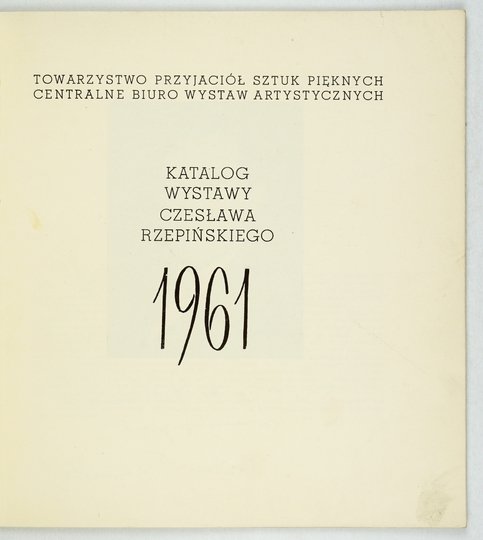 TOWARZYSTWO PRZYJACIÓŁ SZTUK PIĘKNYCH
CENTRALNE BIURO WYSTAW ARTYSTYCZNYCH
KATALOG
WYSTAWY
CZESŁAWA
RZEPIŃSKIEGO
1961